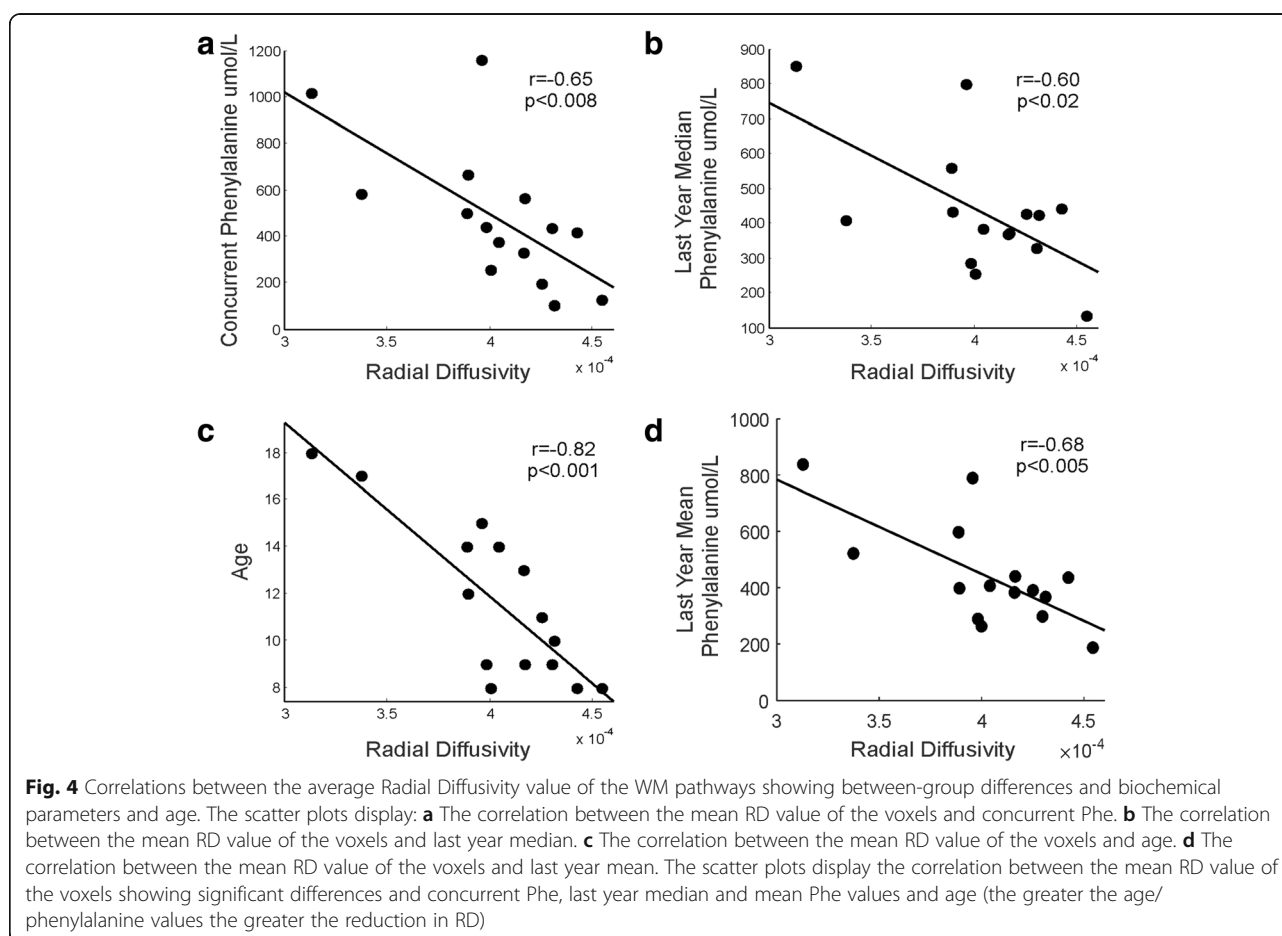 a
Concurrent Phenylalanine umol/L
1200
1000
800
600
400
200
0
r=-0.65
p<0.008
3
3.5
4
4.5
x 10-4
Radial Diffusivity
b
Last Year Median
Phenylalanine umol/L
900
800
700
600
500
400
300
200
100
r=-0.60
p<0.02
3
3.5
4
4.5
x 10-4
Radial Diffusivity
c
Age
18
16
14
12
10
8
r=-0.82
p<0.001
3
3.5
4
4.5
x 10-4
Radial Diffusivity
d
Last Year Mean
Phenylalanine umol/L
1000
800
600
400
200
0
r=-0.68
p<0.005
3
3.5
4
4.5
×10-4
Radial Diffusivity
Fig. 4 Correlations between the average Radial Diffusivity value of the WM pathways showing between-group differences and biochemical
parameters and age. The scatter plots display: a The correlation between the mean RD value of the voxels and concurrent Phe. b The correlation
between the mean RD value of the voxels and last year median. c The correlation between the mean RD value of the voxels and age. d The
correlation between the mean RD value of the voxels and last year mean. The scatter plots display the correlation between the mean RD value of
the voxels showing significant differences and concurrent Phe, last year median and mean Phe values and age (the greater the age/
phenylalanine values the greater the reduction in RD)